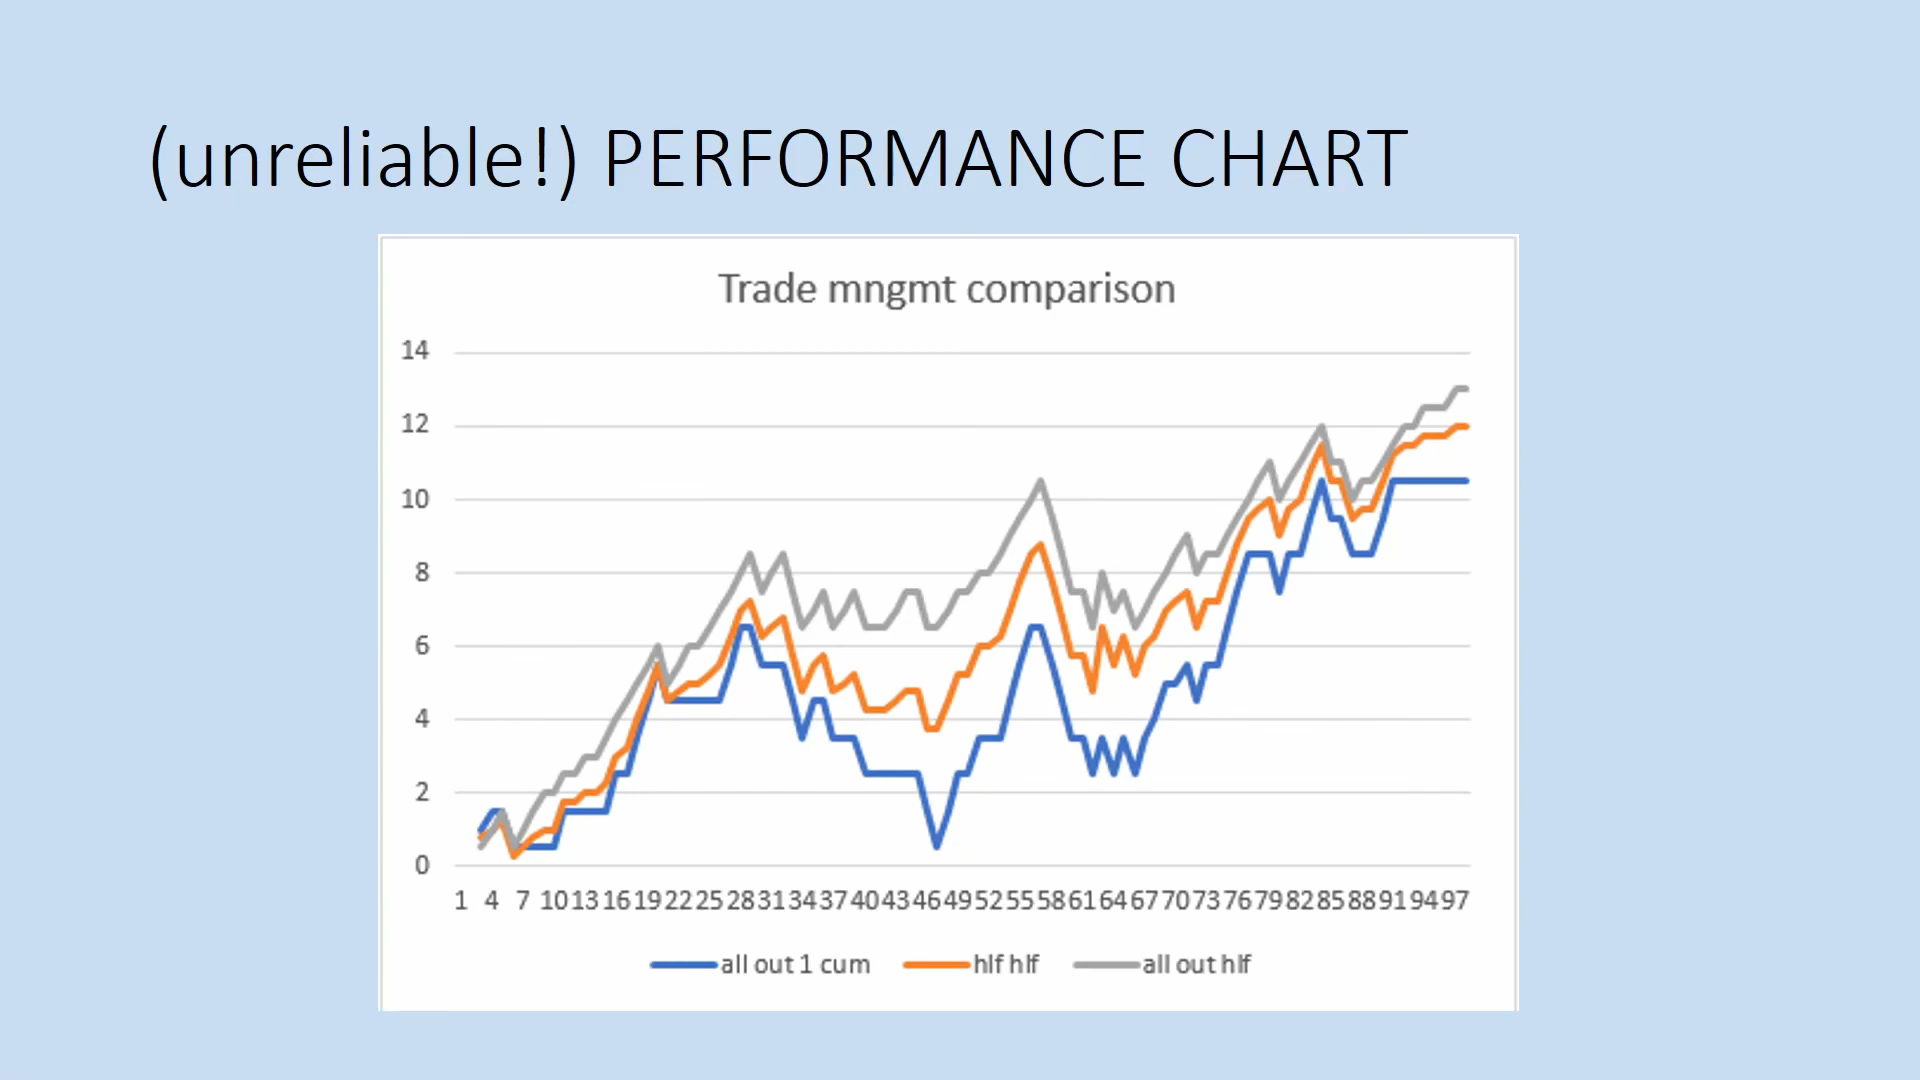 (unreliable!) PERFORMANCE CHART
Trade mngmt comparison
14
12
10
8
6
4
2
0
1 4 7 10 13 16 19 22 25 28 31 34 37 40 43 46 49 52 55 58 61 64 67 70 73 76 79 82 85 88 91 94 97
all out 1 cum hlf hlf all out hlf